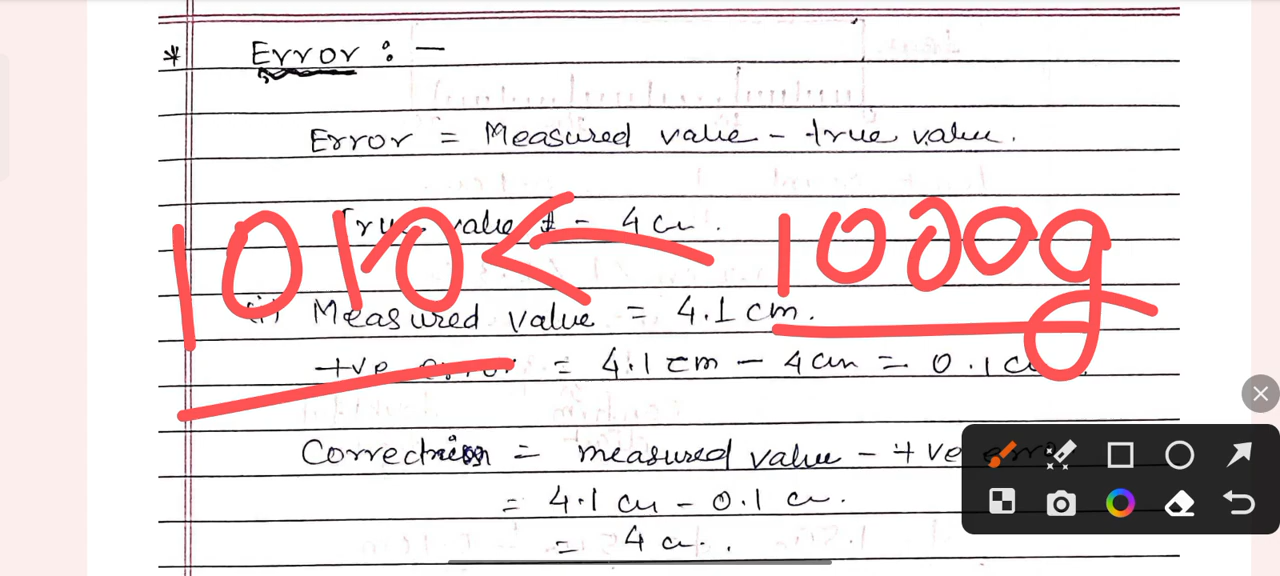 * Error : -
Error = Measured value - true value.
True value = 4 cm.
1010 ← 1000g
(i) Measured value = 4.1 cm.
+ve error = 4.1 cm - 4 cm = 0.1 cm.
Correction = measured value - +ve error
= 4.1 cm - 0.1 cm.
= 4 cm.